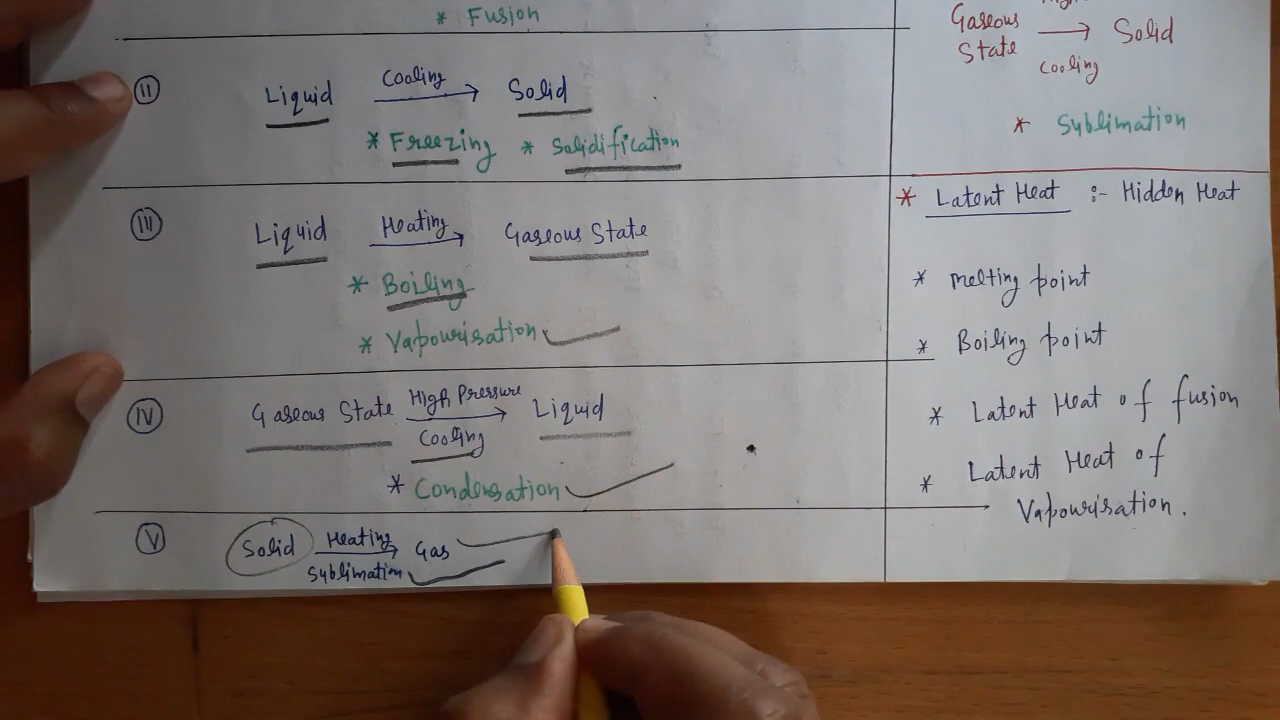 * Fusion
II Liquid Cooling → Solid
* Freezing * Solidification
III Liquid Heating → Gaseous State
* Boiling
* Vapourisation
IV Gaseous State High Pressure → Liquid
Cooling
* Condensation
V Solid Heating → Gas
Sublimation
Gaseous → Solid
State cooling
* Sublimation
* Latent Heat :- Hidden Heat
* melting point
* Boiling point
* Latent Heat of fusion
* Latent Heat of
Vapourisation.